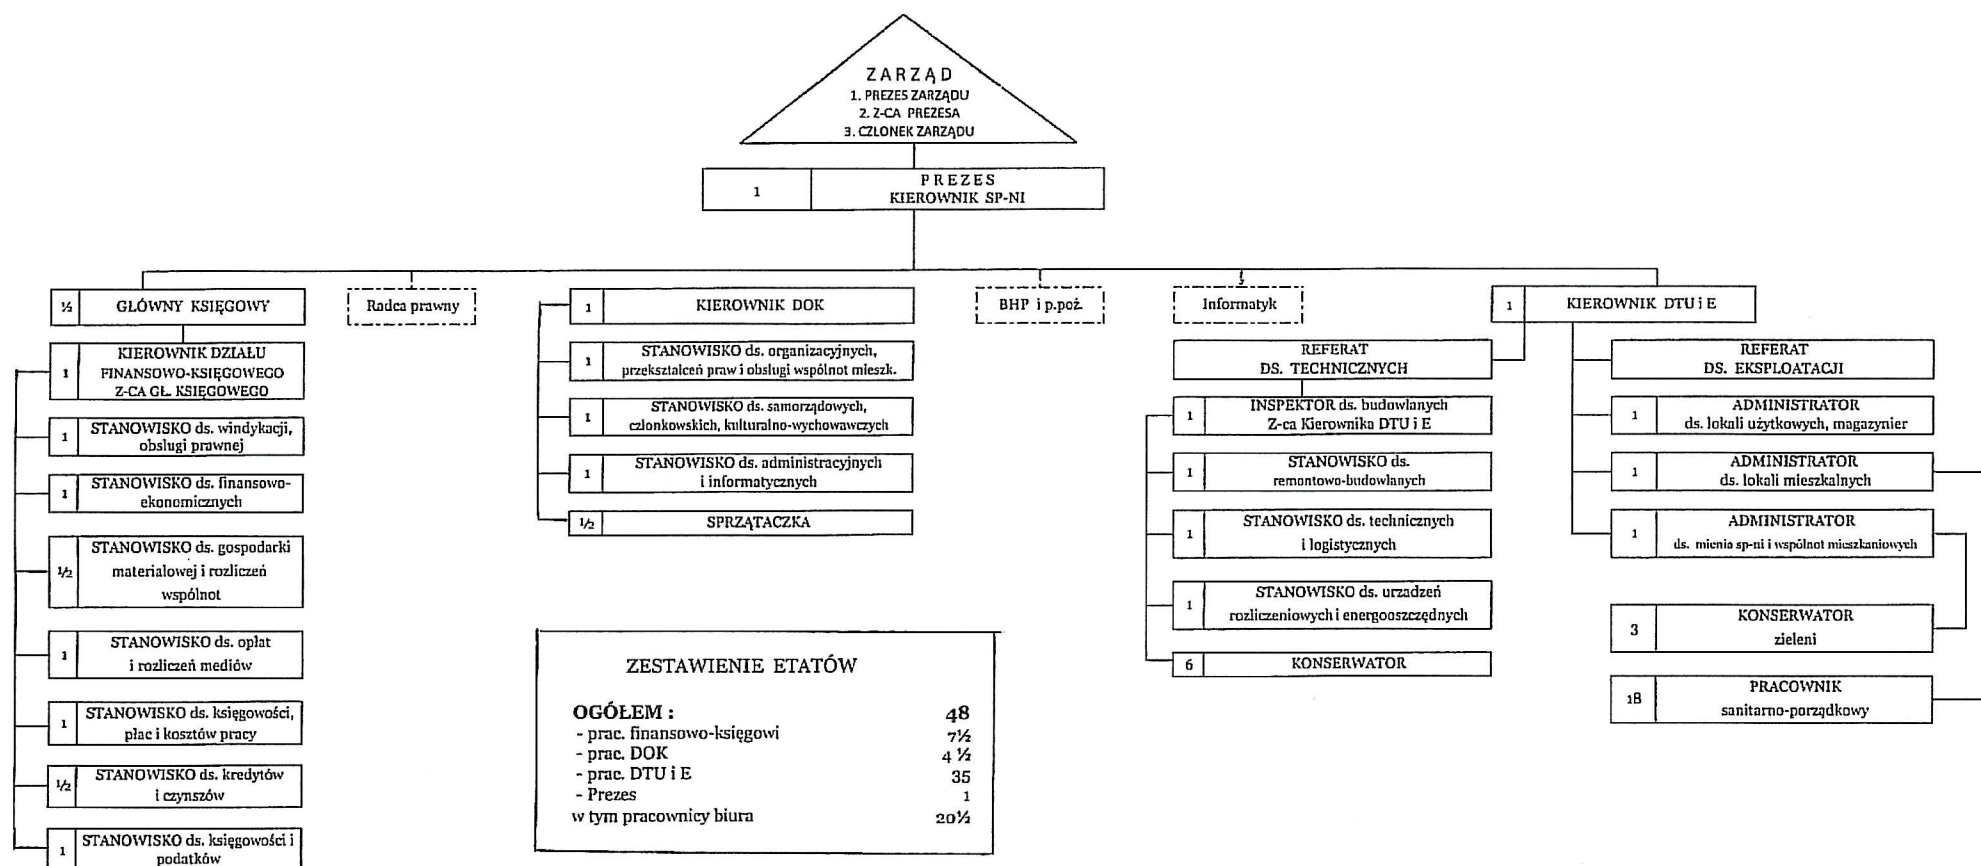 ZARZĄD
1. PREZES ZARZĄDU
2. Z-CA PREZESA
3. CZLONEK ZARZĄDU
1
PREZES
KIEROWNIK SP-NI
½ GLÓWNY KSIĘGOWY
Radca prawny
1 KIEROWNIK DOK
BHP i p.poż.
Informatyk
1 KIEROWNIK DTU i E
1
KIEROWNIK DZIAŁU
FINANSOWO-KSIĘGOWEGO
Z-CA GŁ. KSIĘGOWEGO
1
STANOWISKO ds. windykacji,
obsługi prawnej
1
STANOWISKO ds. finansowo-
ekonomicznych
1/2
STANOWISKO ds. gospodarki
materialowej i rozliczeń
wspólnot
1
STANOWISKO ds. opłat
i rozliczeń mediów
1
STANOWISKO ds. księgowości,
płac i kosztów pracy
1/2
STANOWISKO ds. kredytów
i czynszów
1
STANOWISKO ds. księgowości i
podatków
1
STANOWISKO ds. organizacyjnych,
przekształceń praw i obsługi wspólnot mieszk.
1
STANOWISKO ds. samorządowych,
członkowskich, kulturalno-wychowawczych
1
STANOWISKO ds. administracyjnych
i informatycznych
1/2 SPRZĄTACZKA
ZESTAWIENIE ETATÓW
OGÓŁEM : 48
- prac. finansowo-księgowi 7½
- prac. DOK 4 ½
- prac. DTU i E 35
- Prezes 1
w tym pracownicy biura 20½
REFERAT
DS. TECHNICZNYCH
1
INSPEKTOR ds. budowlanych
Z-ca Kierownika DTU i E
1
STANOWISKO ds.
remontowo-budowlanych
1
STANOWISKO ds. technicznych
i logistycznych
1
STANOWISKO ds. urzadzeń
rozliczeniowych i energooszczędnych
6 KONSERWATOR
REFERAT
DS. EKSPLOATACJI
1
ADMINISTRATOR
ds. lokali użytkowych, magazynier
1
ADMINISTRATOR
ds. lokali mieszkalnych
1
ADMINISTRATOR
ds. mienia sp-ni i wspólnot mieszkaniowych
3
KONSERWATOR
zieleni
18
PRACOWNIK
sanitarno-porządkowy